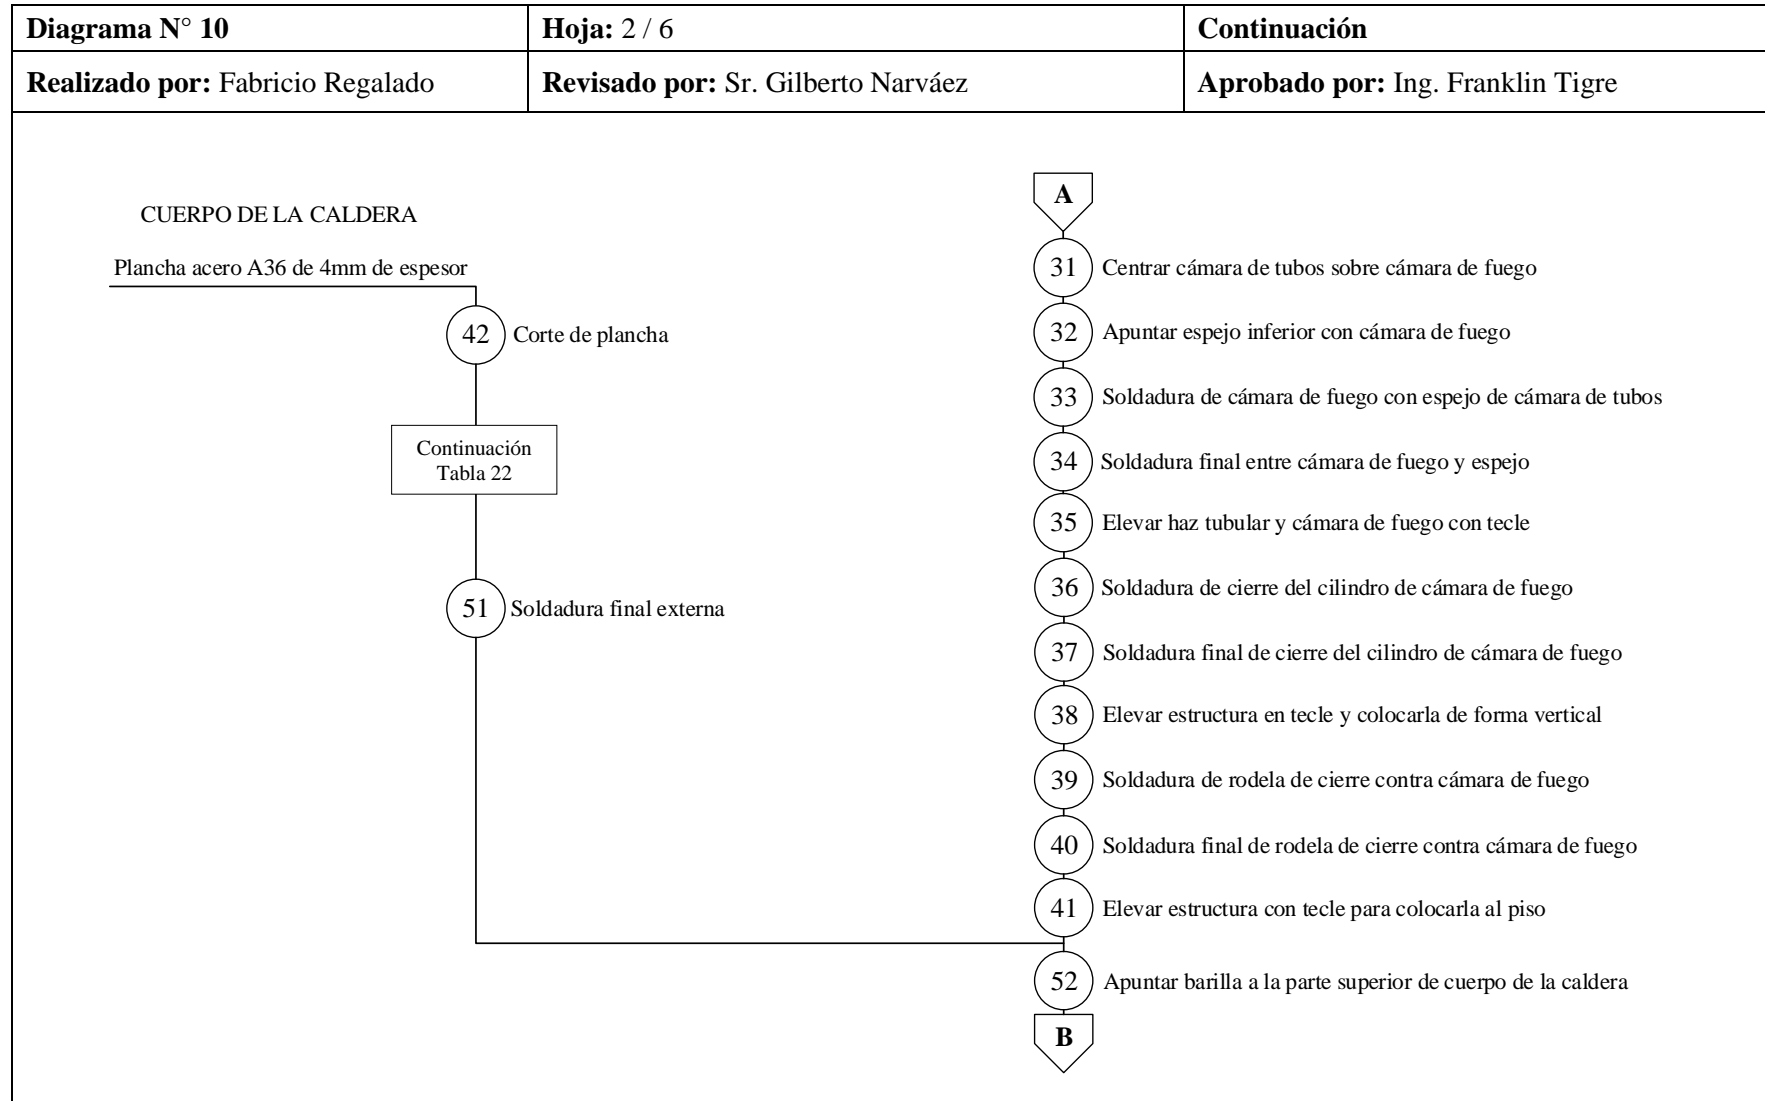 Diagrama N° 10
Hoja: 2 / 6
Continuación
Realizado por: Fabricio Regalado
Revisado por: Sr. Gilberto Narváez
Aprobado por: Ing. Franklin Tigre
CUERPO DE LA CALDERA
Plancha acero A36 de 4mm de espesor
42 Corte de plancha
Continuación
Tabla 22
51 Soldadura final externa
A
31 Centrar cámara de tubos sobre cámara de fuego
32 Apuntar espejo inferior con cámara de fuego
33 Soldadura de cámara de fuego con espejo de cámara de tubos
34 Soldadura final entre cámara de fuego y espejo
35 Elevar haz tubular y cámara de fuego con tecle
36 Soldadura de cierre del cilindro de cámara de fuego
37 Soldadura final de cierre del cilindro de cámara de fuego
38 Elevar estructura en tecle y colocarla de forma vertical
39 Soldadura de rodela de cierre contra cámara de fuego
40 Soldadura final de rodela de cierre contra cámara de fuego
41 Elevar estructura con tecle para colocarla al piso
52 Apuntar barilla a la parte superior de cuerpo de la caldera
B